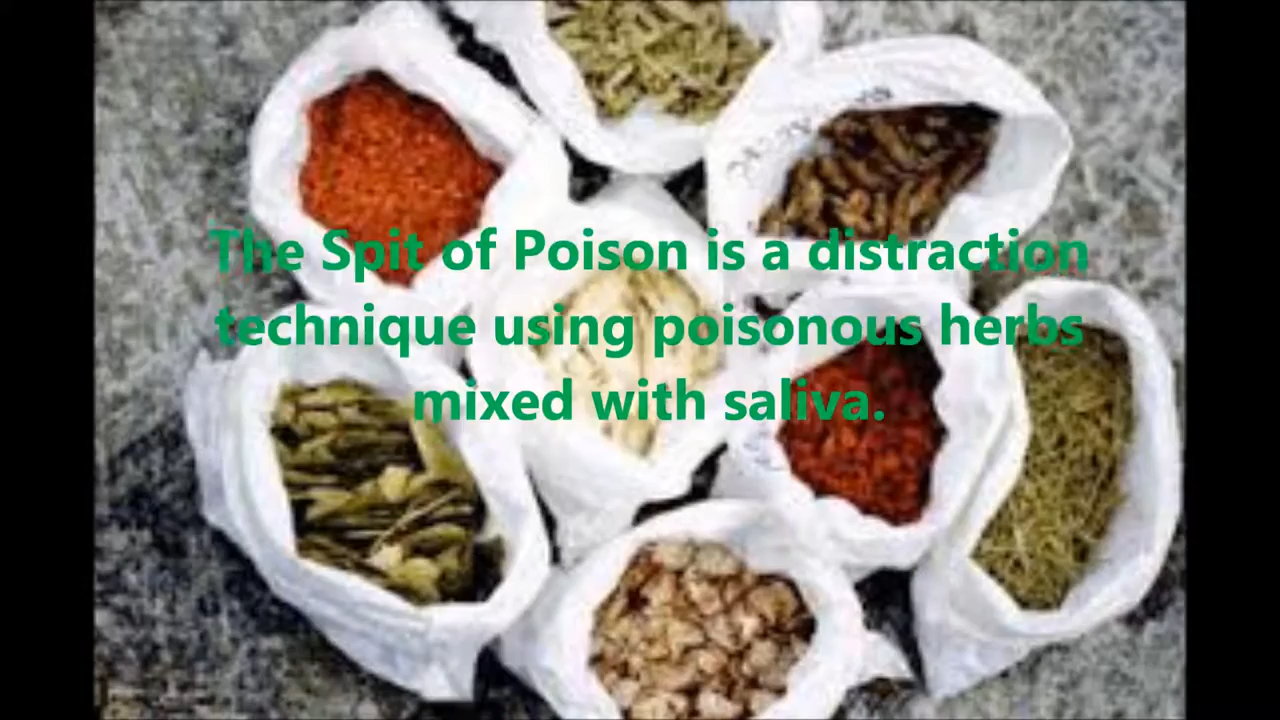 The Spit of Poison is a distraction
technique using poisonous herbs
mixed with saliva.